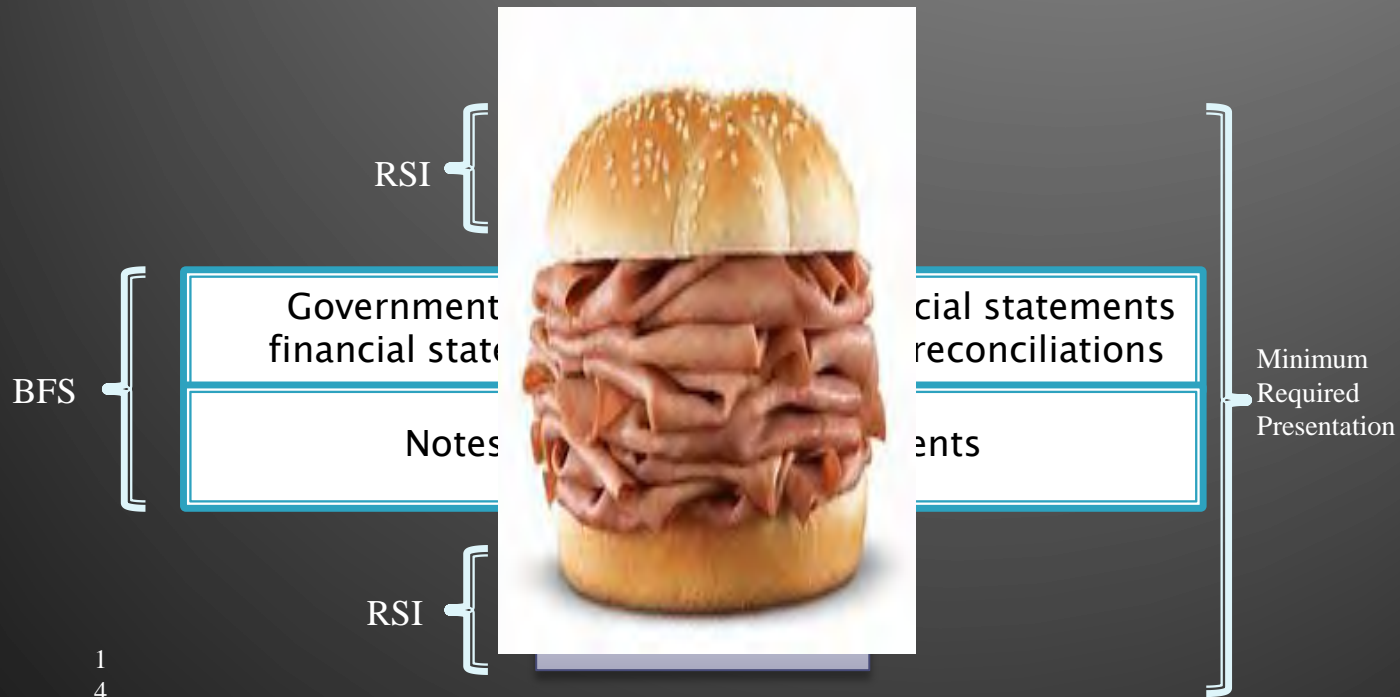 RSI
Government cial statements
financial state reconciliations
BFS
Minimum
Required
Presentation
Notes ents
RSI
1
4